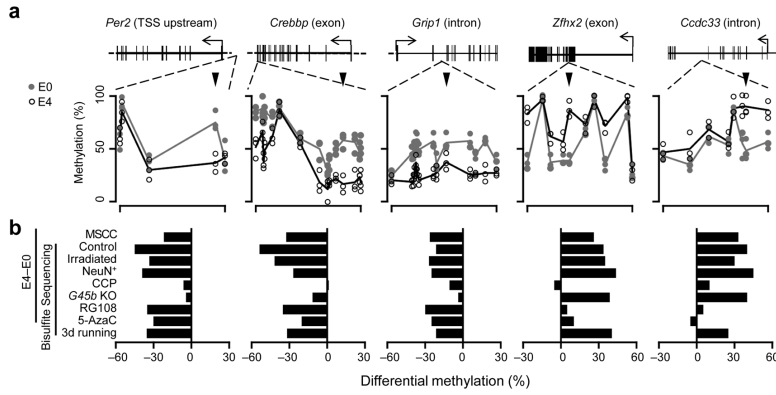 a
Per2 (TSS upstream) Crebbp (exon) Grip1 (intron) Zfhx2 (exon) Ccdc33 (intron)
E0
E4
Methylation (%)
100
50
0
b
E4–E0
Bisulfite Sequencing
MSCC
Control
Irradiated
NeuN+
CCP
G45b KO
RG108
5-AzaC
3d running
–60 –30 0 30 –60 –30 0 30 –60 –30 0 30 –30 0 30 60 –30 0 30 60
Differential methylation (%)